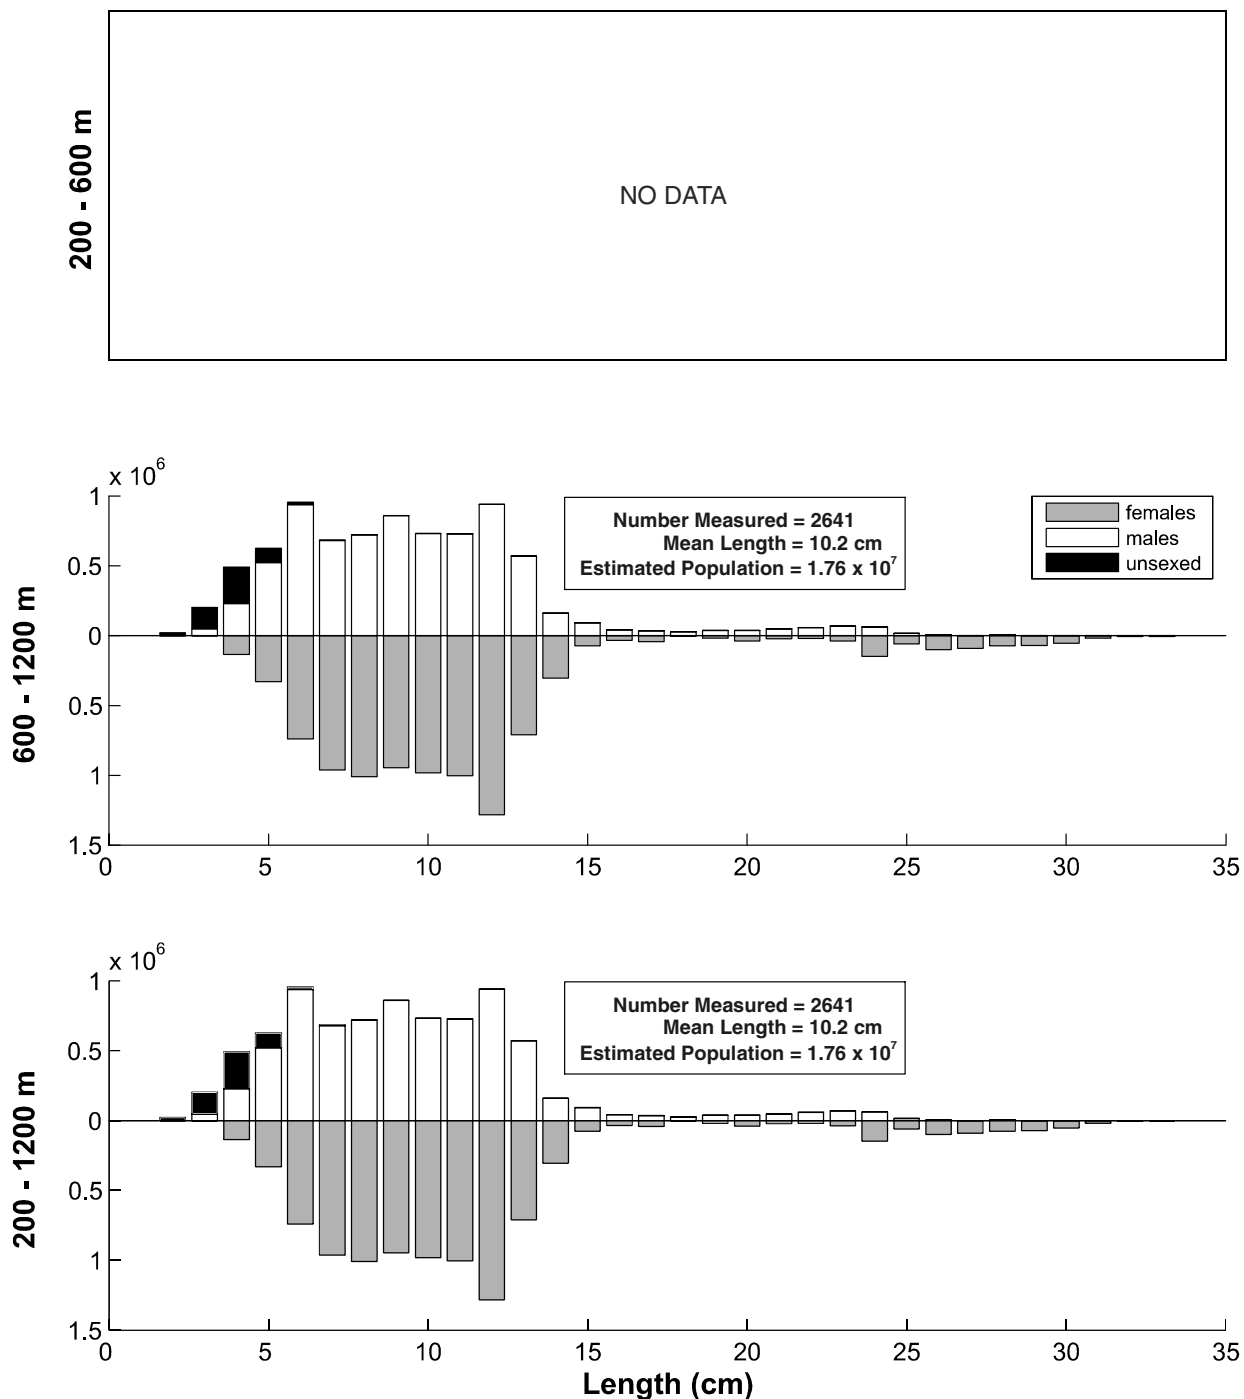 200 - 600 m
NO DATA
600 - 1200 m
x 10^6
1
0.5
0
0.5
1
1.5
Number Measured = 2641
Mean Length = 10.2 cm
Estimated Population = 1.76 x 10^7
females
males
unsexed
0 5 10 15 20 25 30 35
200 - 1200 m
x 10^6
1
0.5
0
0.5
1
1.5
Number Measured = 2641
Mean Length = 10.2 cm
Estimated Population = 1.76 x 10^7
0 5 10 15 20 25 30 35
Length (cm)